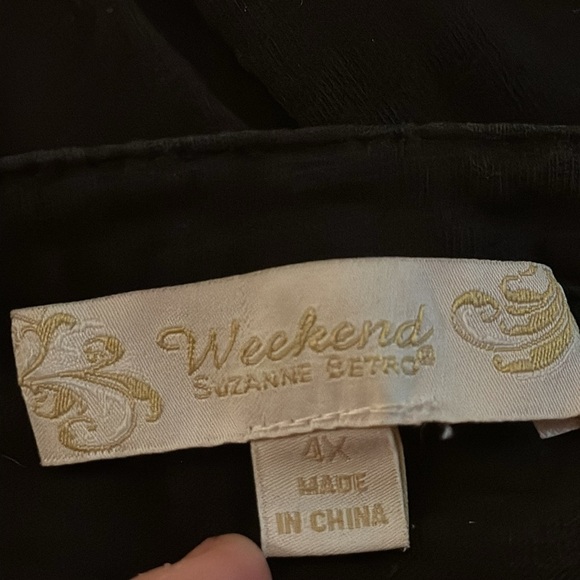 Weekend
SUZANNE BETRO®
4X
MADE
IN CHINA